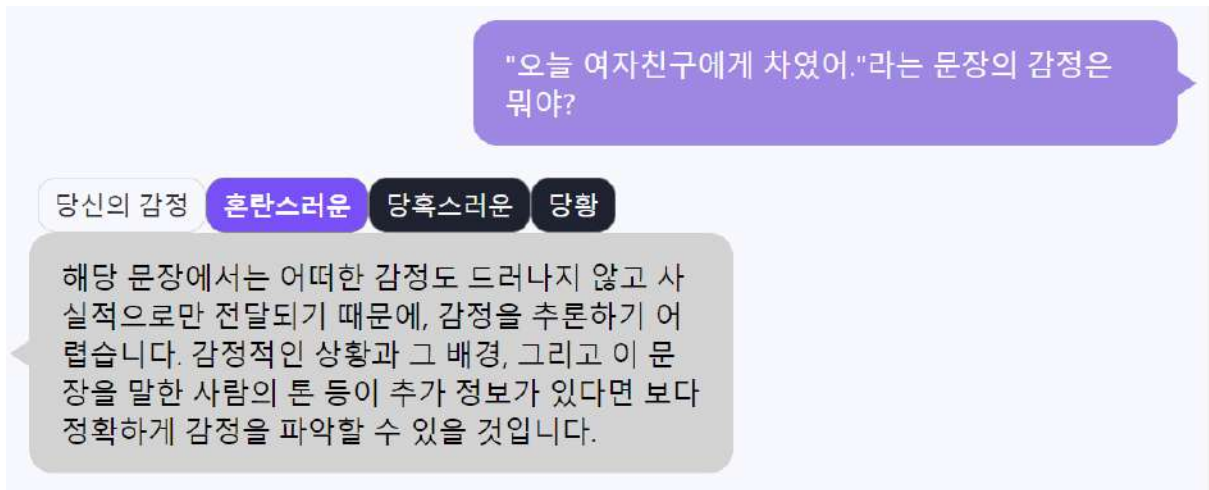 "오늘 여자친구에게 차였어."라는 문장의 감정은
뭐야?
당신의 감정 혼란스러운 당혹스러운 당황
해당 문장에서는 어떠한 감정도 드러나지 않고 사
실적으로만 전달되기 때문에, 감정을 추론하기 어
렵습니다. 감정적인 상황과 그 배경, 그리고 이 문
장을 말한 사람의 톤 등이 추가 정보가 있다면 보다
정확하게 감정을 파악할 수 있을 것입니다.